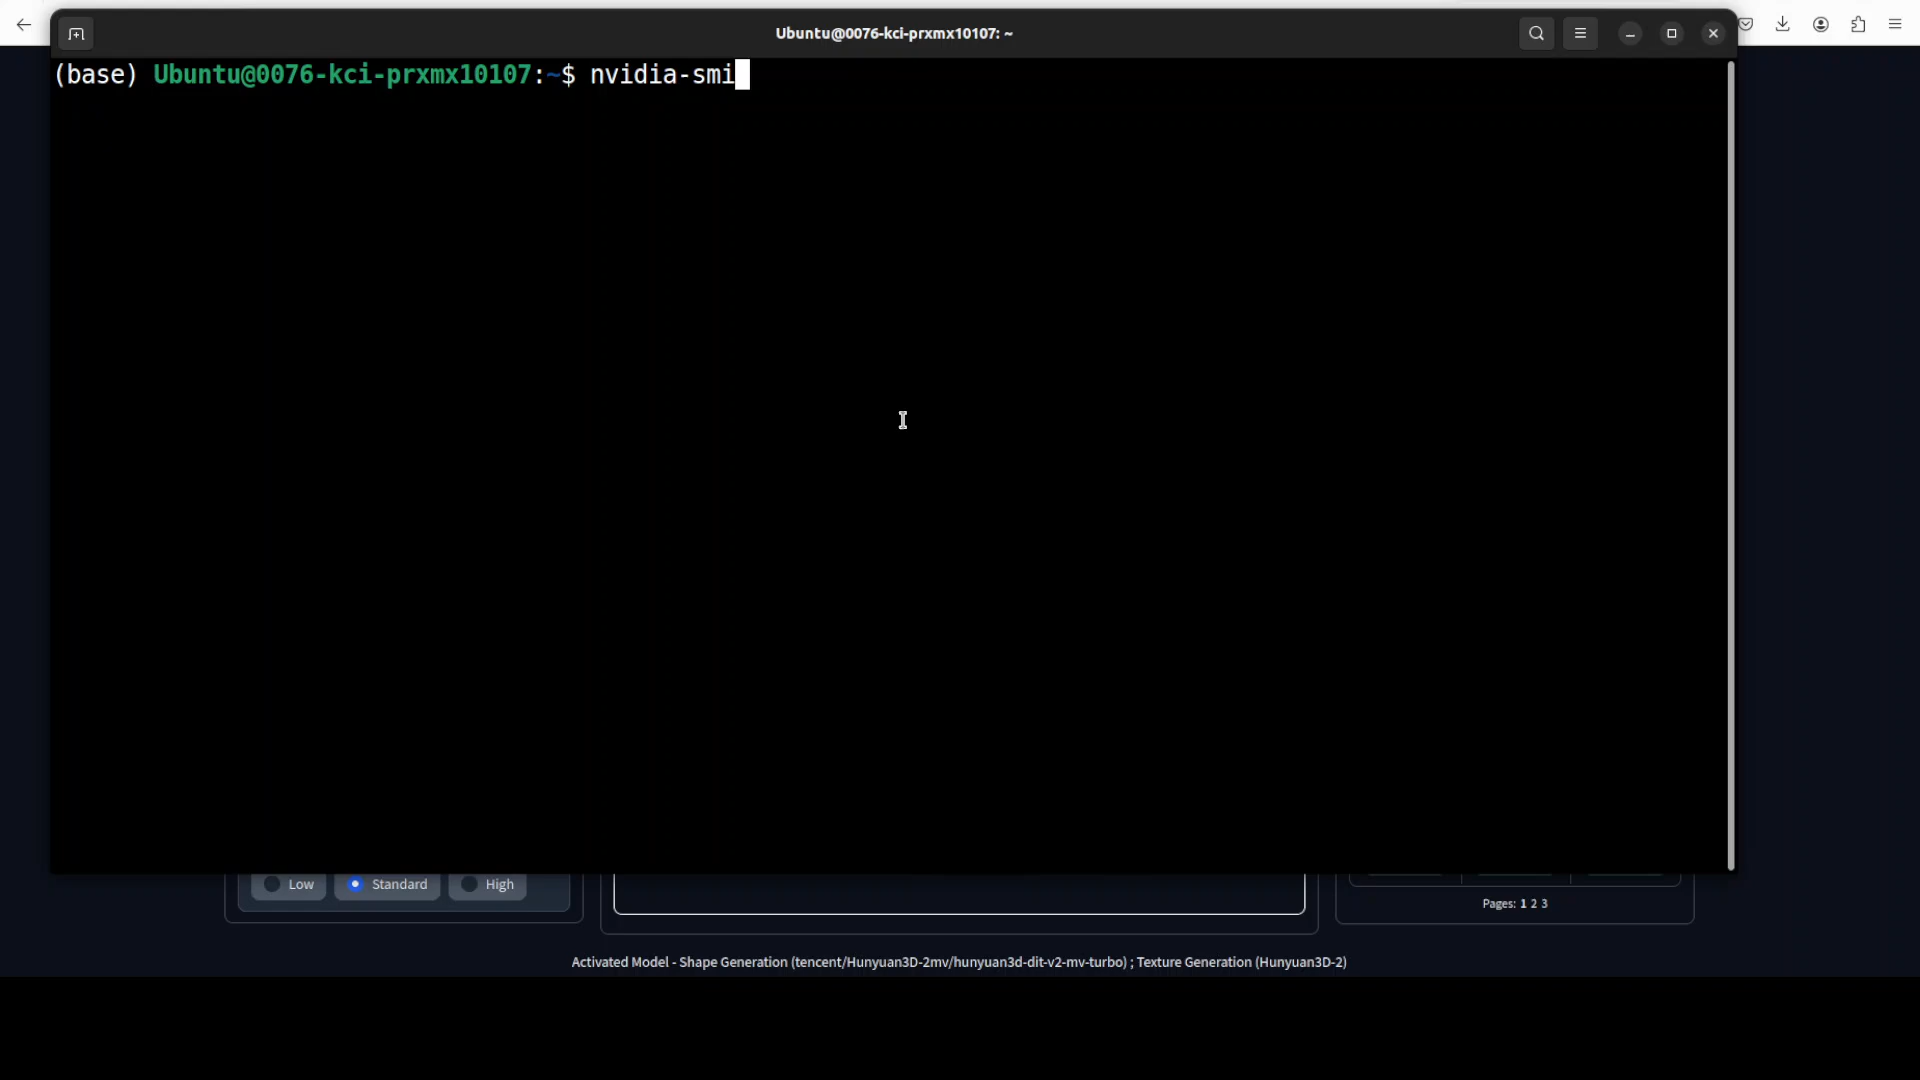 Ubuntu@0076-kci-prxmx10107: ~
(base) Ubuntu@0076-kci-prxmx10107:~$ nvidia-smi
Low
Standard
High
Pages: 1 2 3
Activated Model - Shape Generation (tencent/Hunyuan3D-2mv/hunyuan3d-dit-v2-mv-turbo) ; Texture Generation (Hunyuan3D-2)